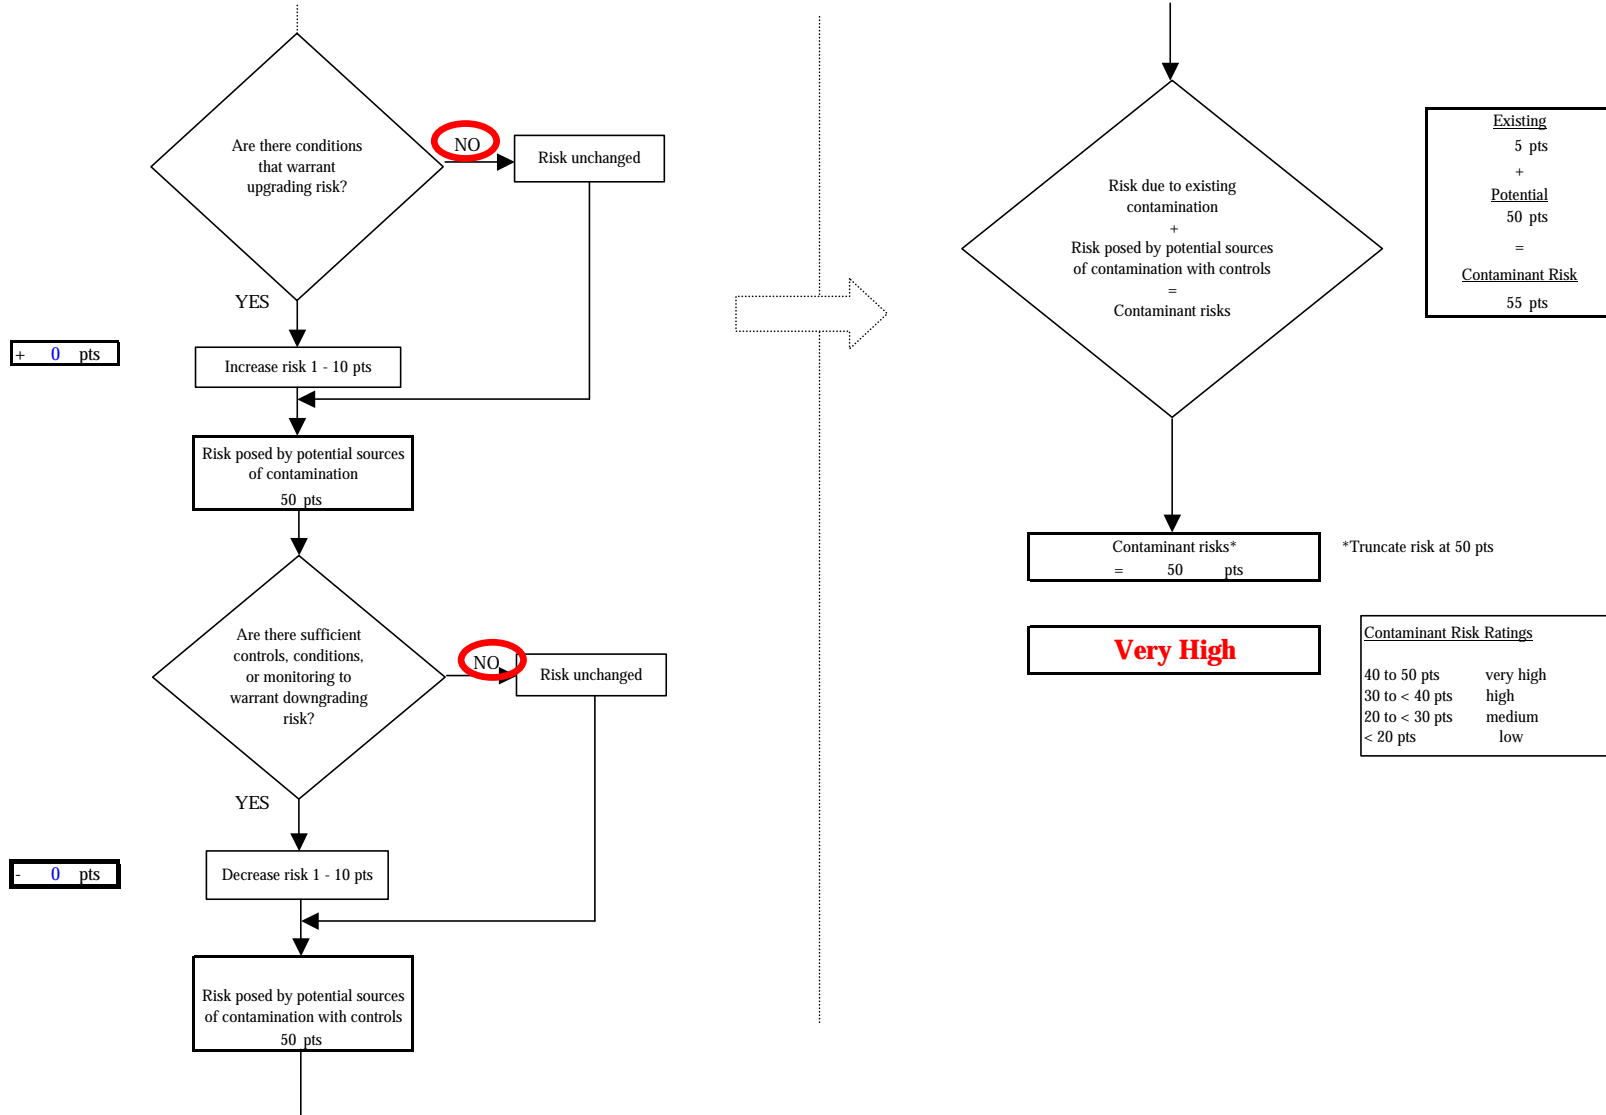 Are there conditions
that warrant
upgrading risk?
NO
Risk unchanged
YES
+ 0 pts
Increase risk 1 - 10 pts
Risk posed by potential sources
of contamination
50 pts
Are there sufficient
controls, conditions,
or monitoring to
warrant downgrading
risk?
NO
Risk unchanged
YES
- 0 pts
Decrease risk 1 - 10 pts
Risk posed by potential sources
of contamination with controls
50 pts
Risk due to existing
contamination
+
Risk posed by potential sources
of contamination with controls
=
Contaminant risks
Existing
5 pts
+
Potential
50 pts
=
Contaminant Risk
55 pts
Contaminant risks*
= 50 pts
*Truncate risk at 50 pts
Very High
Contaminant Risk Ratings
40 to 50 pts very high
30 to < 40 pts high
20 to < 30 pts medium
< 20 pts low